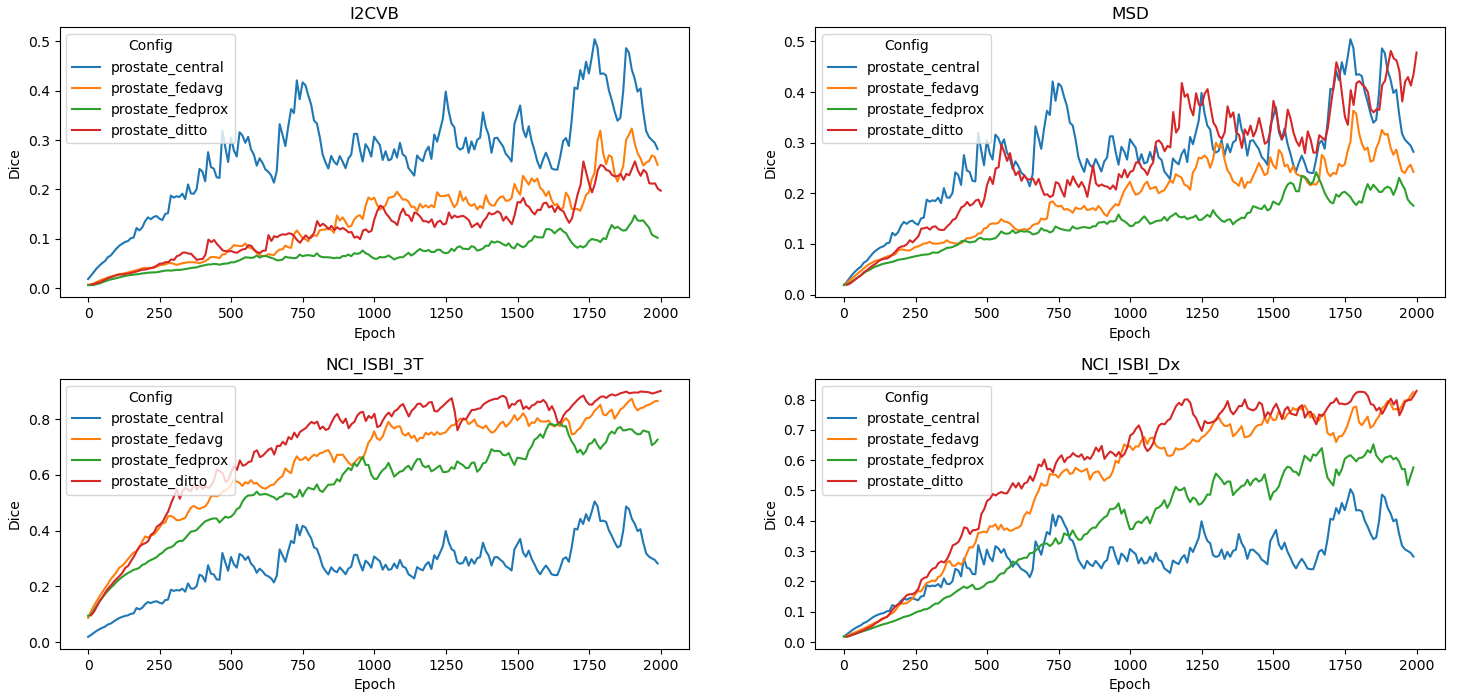 I2CVB
Config
prostate_central
prostate_fedavg
prostate_fedprox
prostate_ditto
Dice
0.5
0.4
0.3
0.2
0.1
0.0
0 250 500 750 1000 1250 1500 1750 2000
Epoch
MSD
Config
prostate_central
prostate_fedavg
prostate_fedprox
prostate_ditto
Dice
0.5
0.4
0.3
0.2
0.1
0.0
0 250 500 750 1000 1250 1500 1750 2000
Epoch
NCI_ISBI_3T
Config
prostate_central
prostate_fedavg
prostate_fedprox
prostate_ditto
Dice
0.8
0.6
0.4
0.2
0.0
0 250 500 750 1000 1250 1500 1750 2000
Epoch
NCI_ISBI_Dx
Config
prostate_central
prostate_fedavg
prostate_fedprox
prostate_ditto
Dice
0.8
0.7
0.6
0.5
0.4
0.3
0.2
0.1
0.0
0 250 500 750 1000 1250 1500 1750 2000
Epoch